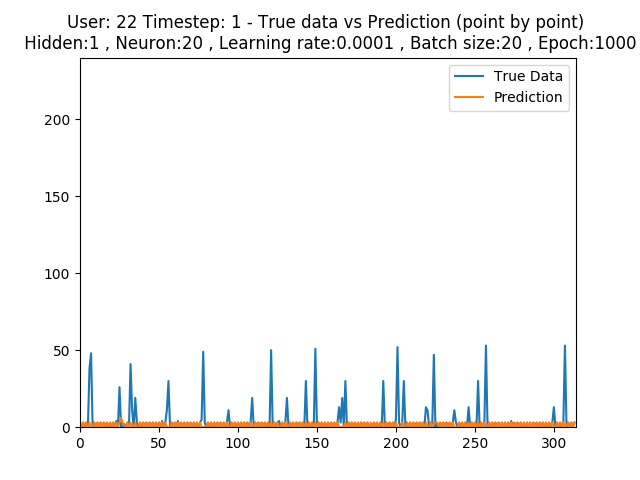 User: 22 Timestep: 1 - True data vs Prediction (point by point)
Hidden:1 , Neuron:20 , Learning rate:0.0001 , Batch size:20 , Epoch:1000
True Data
Prediction
200
150
100
50
0
0 50 100 150 200 250 300